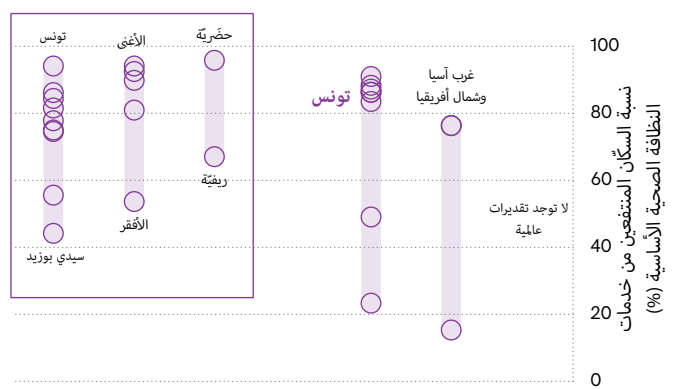 نسبة السكّان المنتفعين من خدمات
النظافة الصحية الأساسية (%)
100
80
60
40
20
0
لا توجد تقديرات
عالمية
غرب آسيا
وشمال أفريقيا
تونس
حضَريّة
ريفيّة
الأغنى
الأفقر
تونس
سيدي بوزيد